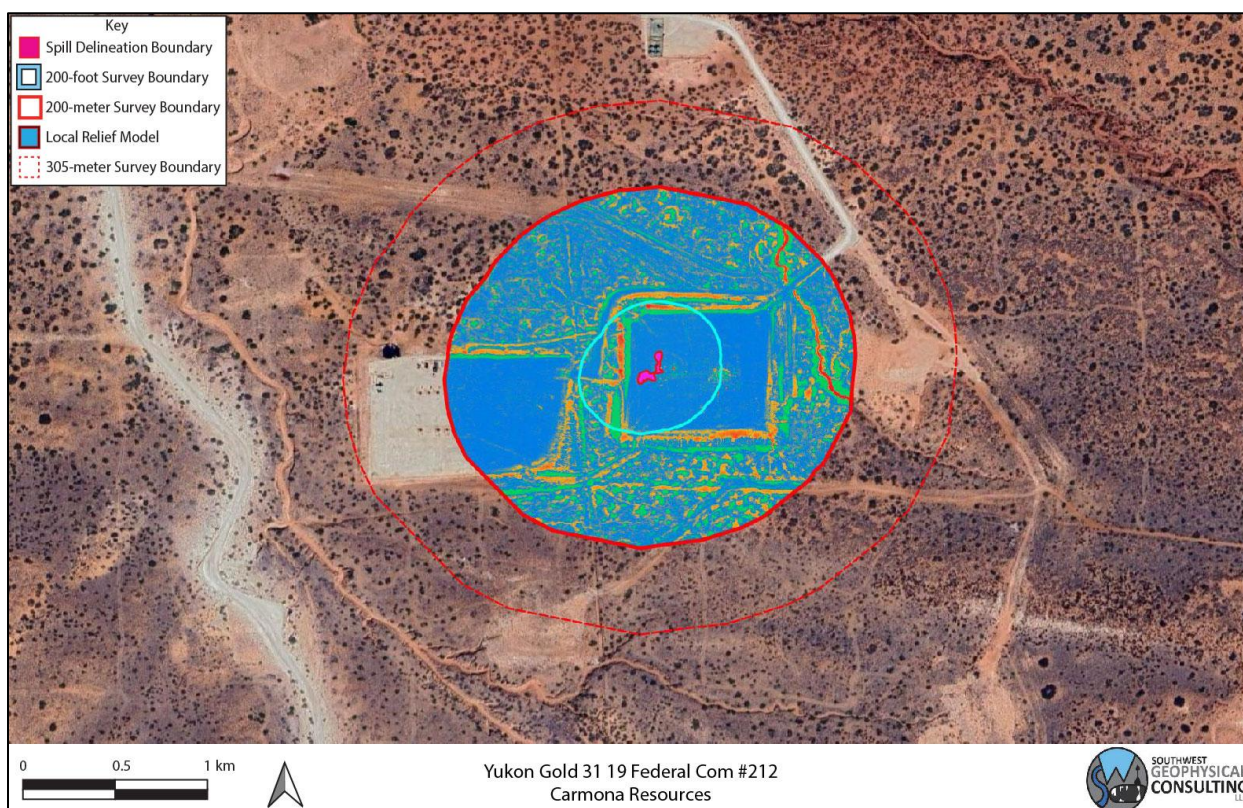 Key
Spill Delineation Boundary
200-foot Survey Boundary
200-meter Survey Boundary
Local Relief Model
305-meter Survey Boundary
0 0.5 1 km
Yukon Gold 31 19 Federal Com #212
Carmona Resources
SOUTHWEST
GEOPHYSICAL
CONSULTING